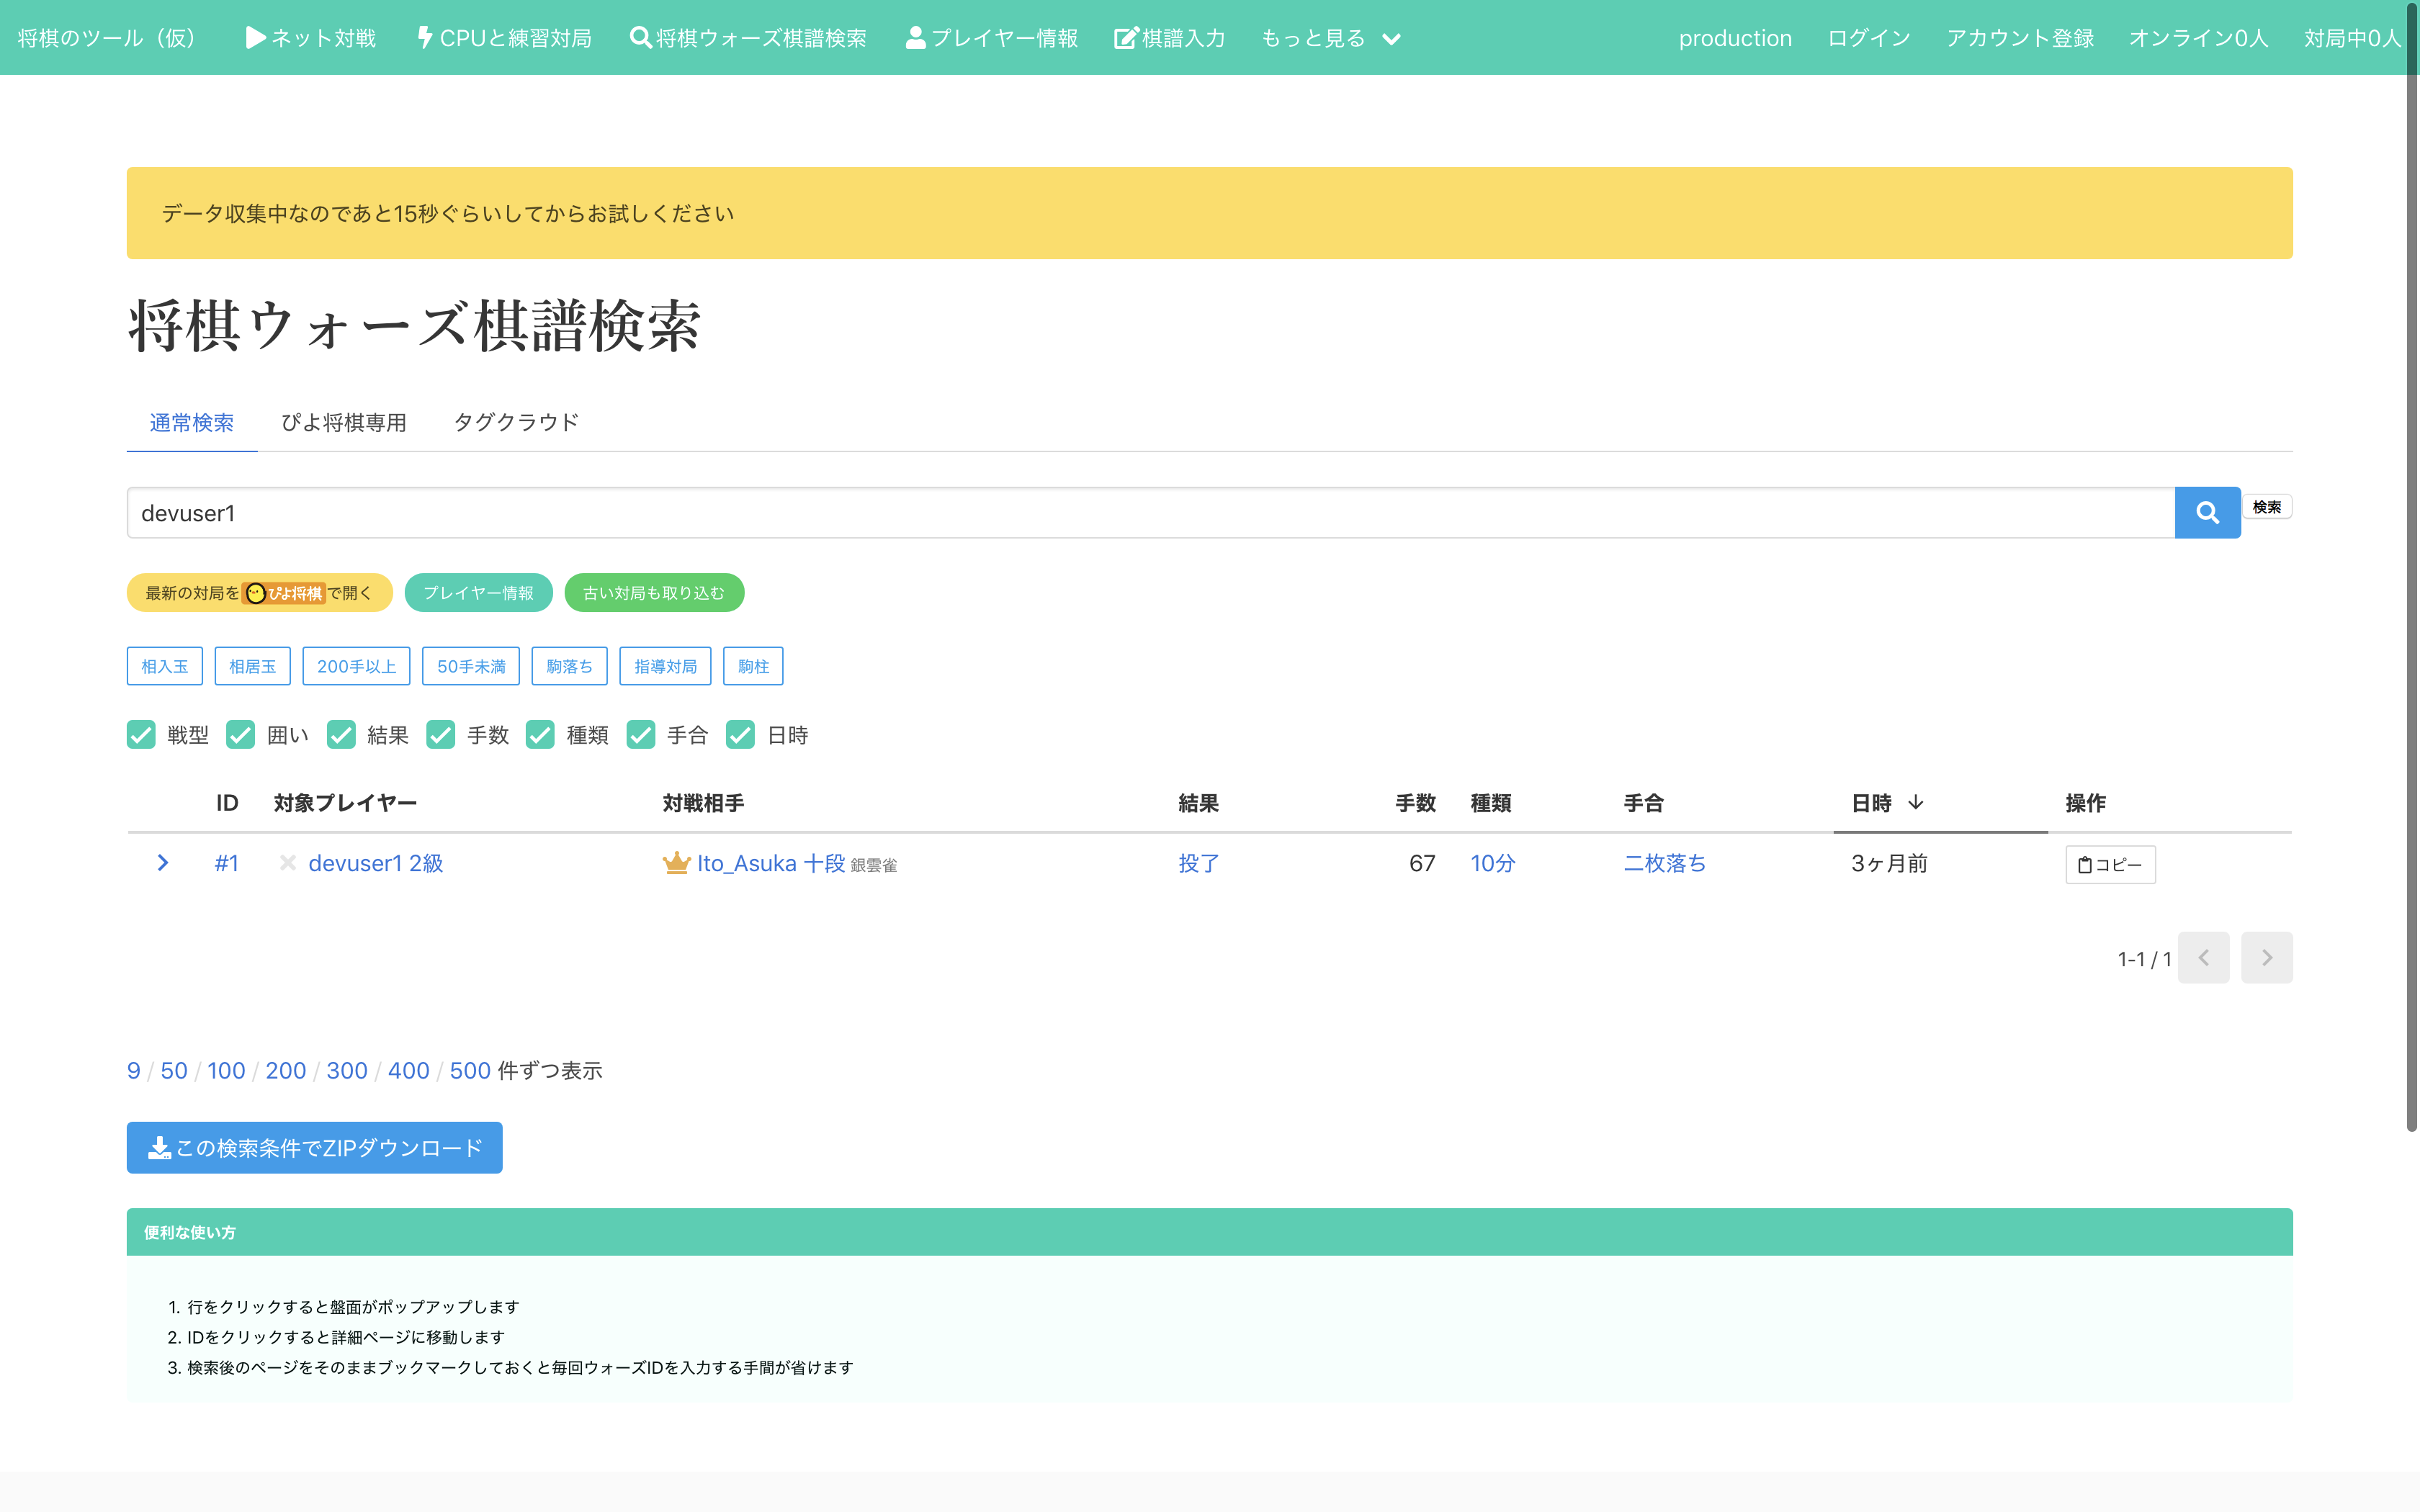 将棋のツール（仮） ネット対戦 CPUと練習対局 将棋ウォーズ棋譜検索 プレイヤー情報 棋譜入力 もっと見る production ログイン アカウント登録 オンライン0人 対局中0人
データ収集中なのであと15秒ぐらいしてからお試しください
将棋ウォーズ棋譜検索
通常検索 ぴよ将棋専用 タグクラウド
devuser1 検索
最新の対局をぴよ将棋で開く プレイヤー情報 古い対局も取り込む
相入玉 相居玉 200手以上 50手未満 駒落ち 指導対局 駒柱
戦型 囲い 結果 手数 種類 手合 日時
ID 対象プレイヤー 対戦相手 結果 手数 種類 手合 日時 操作
#1 devuser1 2級 Ito_Asuka 十段 銀雲雀 投了 67 10分 二枚落ち 3ヶ月前 コピー
1-1 / 1
9 / 50 / 100 / 200 / 300 / 400 / 500 件ずつ表示
この検索条件でZIPダウンロード
便利な使い方
1. 行をクリックすると盤面がポップアップします
2. IDをクリックすると詳細ページに移動します
3. 検索後のページをそのままブックマークしておくと毎回ウォーズIDを入力する手間が省けます